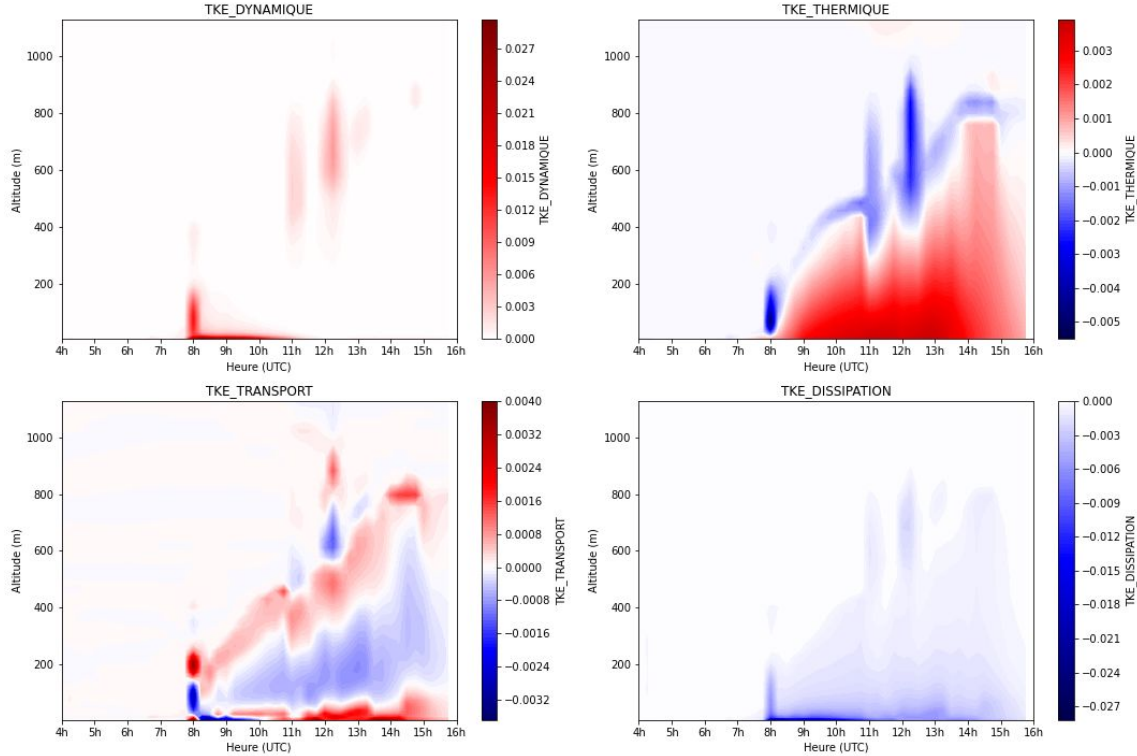 TKE_DYNAMIQUE
1000
800
600
400
200
Altitude (m)
4h 5h 6h 7h 8h 9h 10h 11h 12h 13h 14h 15h 16h
Heure (UTC)
0.027
0.024
0.021
0.018
0.015
0.012
0.009
0.006
0.003
0.000
TKE_DYNAMIQUE
TKE_THERMIQUE
1000
800
600
400
200
Altitude (m)
4h 5h 6h 7h 8h 9h 10h 11h 12h 13h 14h 15h 16h
Heure (UTC)
0.003
0.002
0.001
0.000
−0.001
−0.002
−0.003
−0.004
−0.005
TKE_THERMIQUE
TKE_TRANSPORT
1000
800
600
400
200
Altitude (m)
4h 5h 6h 7h 8h 9h 10h 11h 12h 13h 14h 15h 16h
Heure (UTC)
0.0040
0.0032
0.0024
0.0016
0.0008
0.0000
−0.0008
−0.0016
−0.0024
−0.0032
TKE_TRANSPORT
TKE_DISSIPATION
1000
800
600
400
200
Altitude (m)
4h 5h 6h 7h 8h 9h 10h 11h 12h 13h 14h 15h 16h
Heure (UTC)
0.000
−0.003
−0.006
−0.009
−0.012
−0.015
−0.018
−0.021
−0.024
−0.027
TKE_DISSIPATION